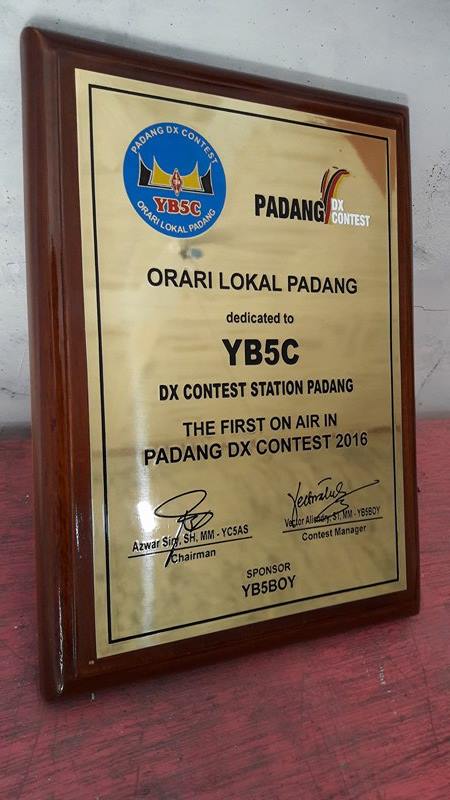 PADANG DX CONTEST
YB5C
ORARI LOKAL PADANG
PADANG DX
CONTEST
ORARI LOKAL PADANG
dedicated to
YB5C
DX CONTEST STATION PADANG
THE FIRST ON AIR IN
PADANG DX CONTEST 2016
Azwar Siry, SH, MM - YC5AS
Chairman
Vector Alisndry, ST, MM - YB5BOY
Contest Manager
SPONSOR
YB5BOY